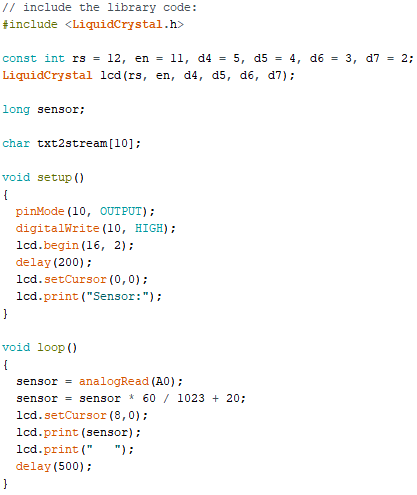 // include the library code:
#include <LiquidCrystal.h>

const int rs = 12, en = 11, d4 = 5, d5 = 4, d6 = 3, d7 = 2;
LiquidCrystal lcd(rs, en, d4, d5, d6, d7);

long sensor;

char txt2stream[10];

void setup()
{
  pinMode(10, OUTPUT);
  digitalWrite(10, HIGH);
  lcd.begin(16, 2);
  delay(200);
  lcd.setCursor(0,0);
  lcd.print("Sensor:");
}

void loop()
{
  sensor = analogRead(A0);
  sensor = sensor * 60 / 1023 + 20;
  lcd.setCursor(8,0);
  lcd.print(sensor);
  lcd.print("   ");
  delay(500);
}